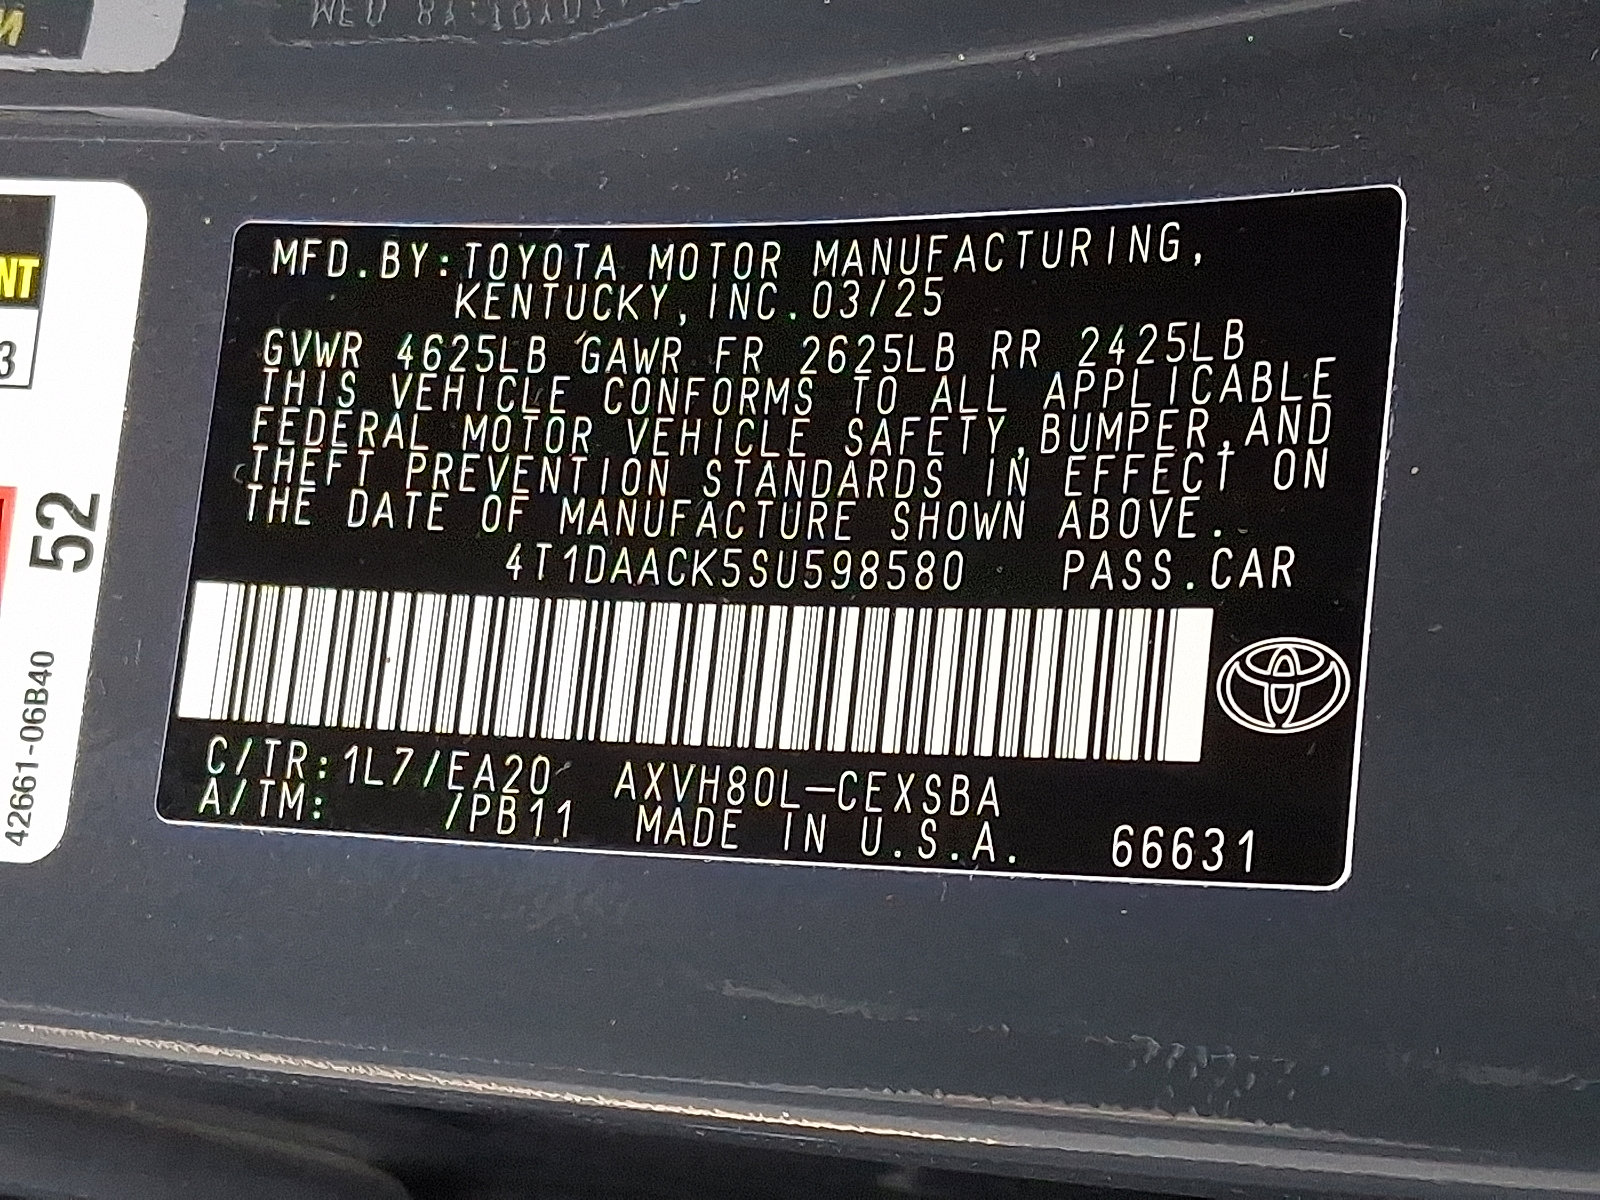 NT
3
52
42661-06B40
MFD.BY:TOYOTA MOTOR MANUFACTURING,
KENTUCKY, INC.03/25
GVWR 4625LB GAWR FR 2625LB RR 2425LB
THIS VEHICLE CONFORMS TO ALL APPLICABLE
FEDERAL MOTOR VEHICLE SAFETY,BUMPER,AND
THEFT PREVENTION STANDARDS IN EFFECT ON
THE DATE OF MANUFACTURE SHOWN ABOVE.
4T1DAACK5SU598580 PASS.CAR
C/TR:1L7/EA20 AXVH80L-CEXSBA
A/TM: /PB11 MADE IN U.S.A. 66631